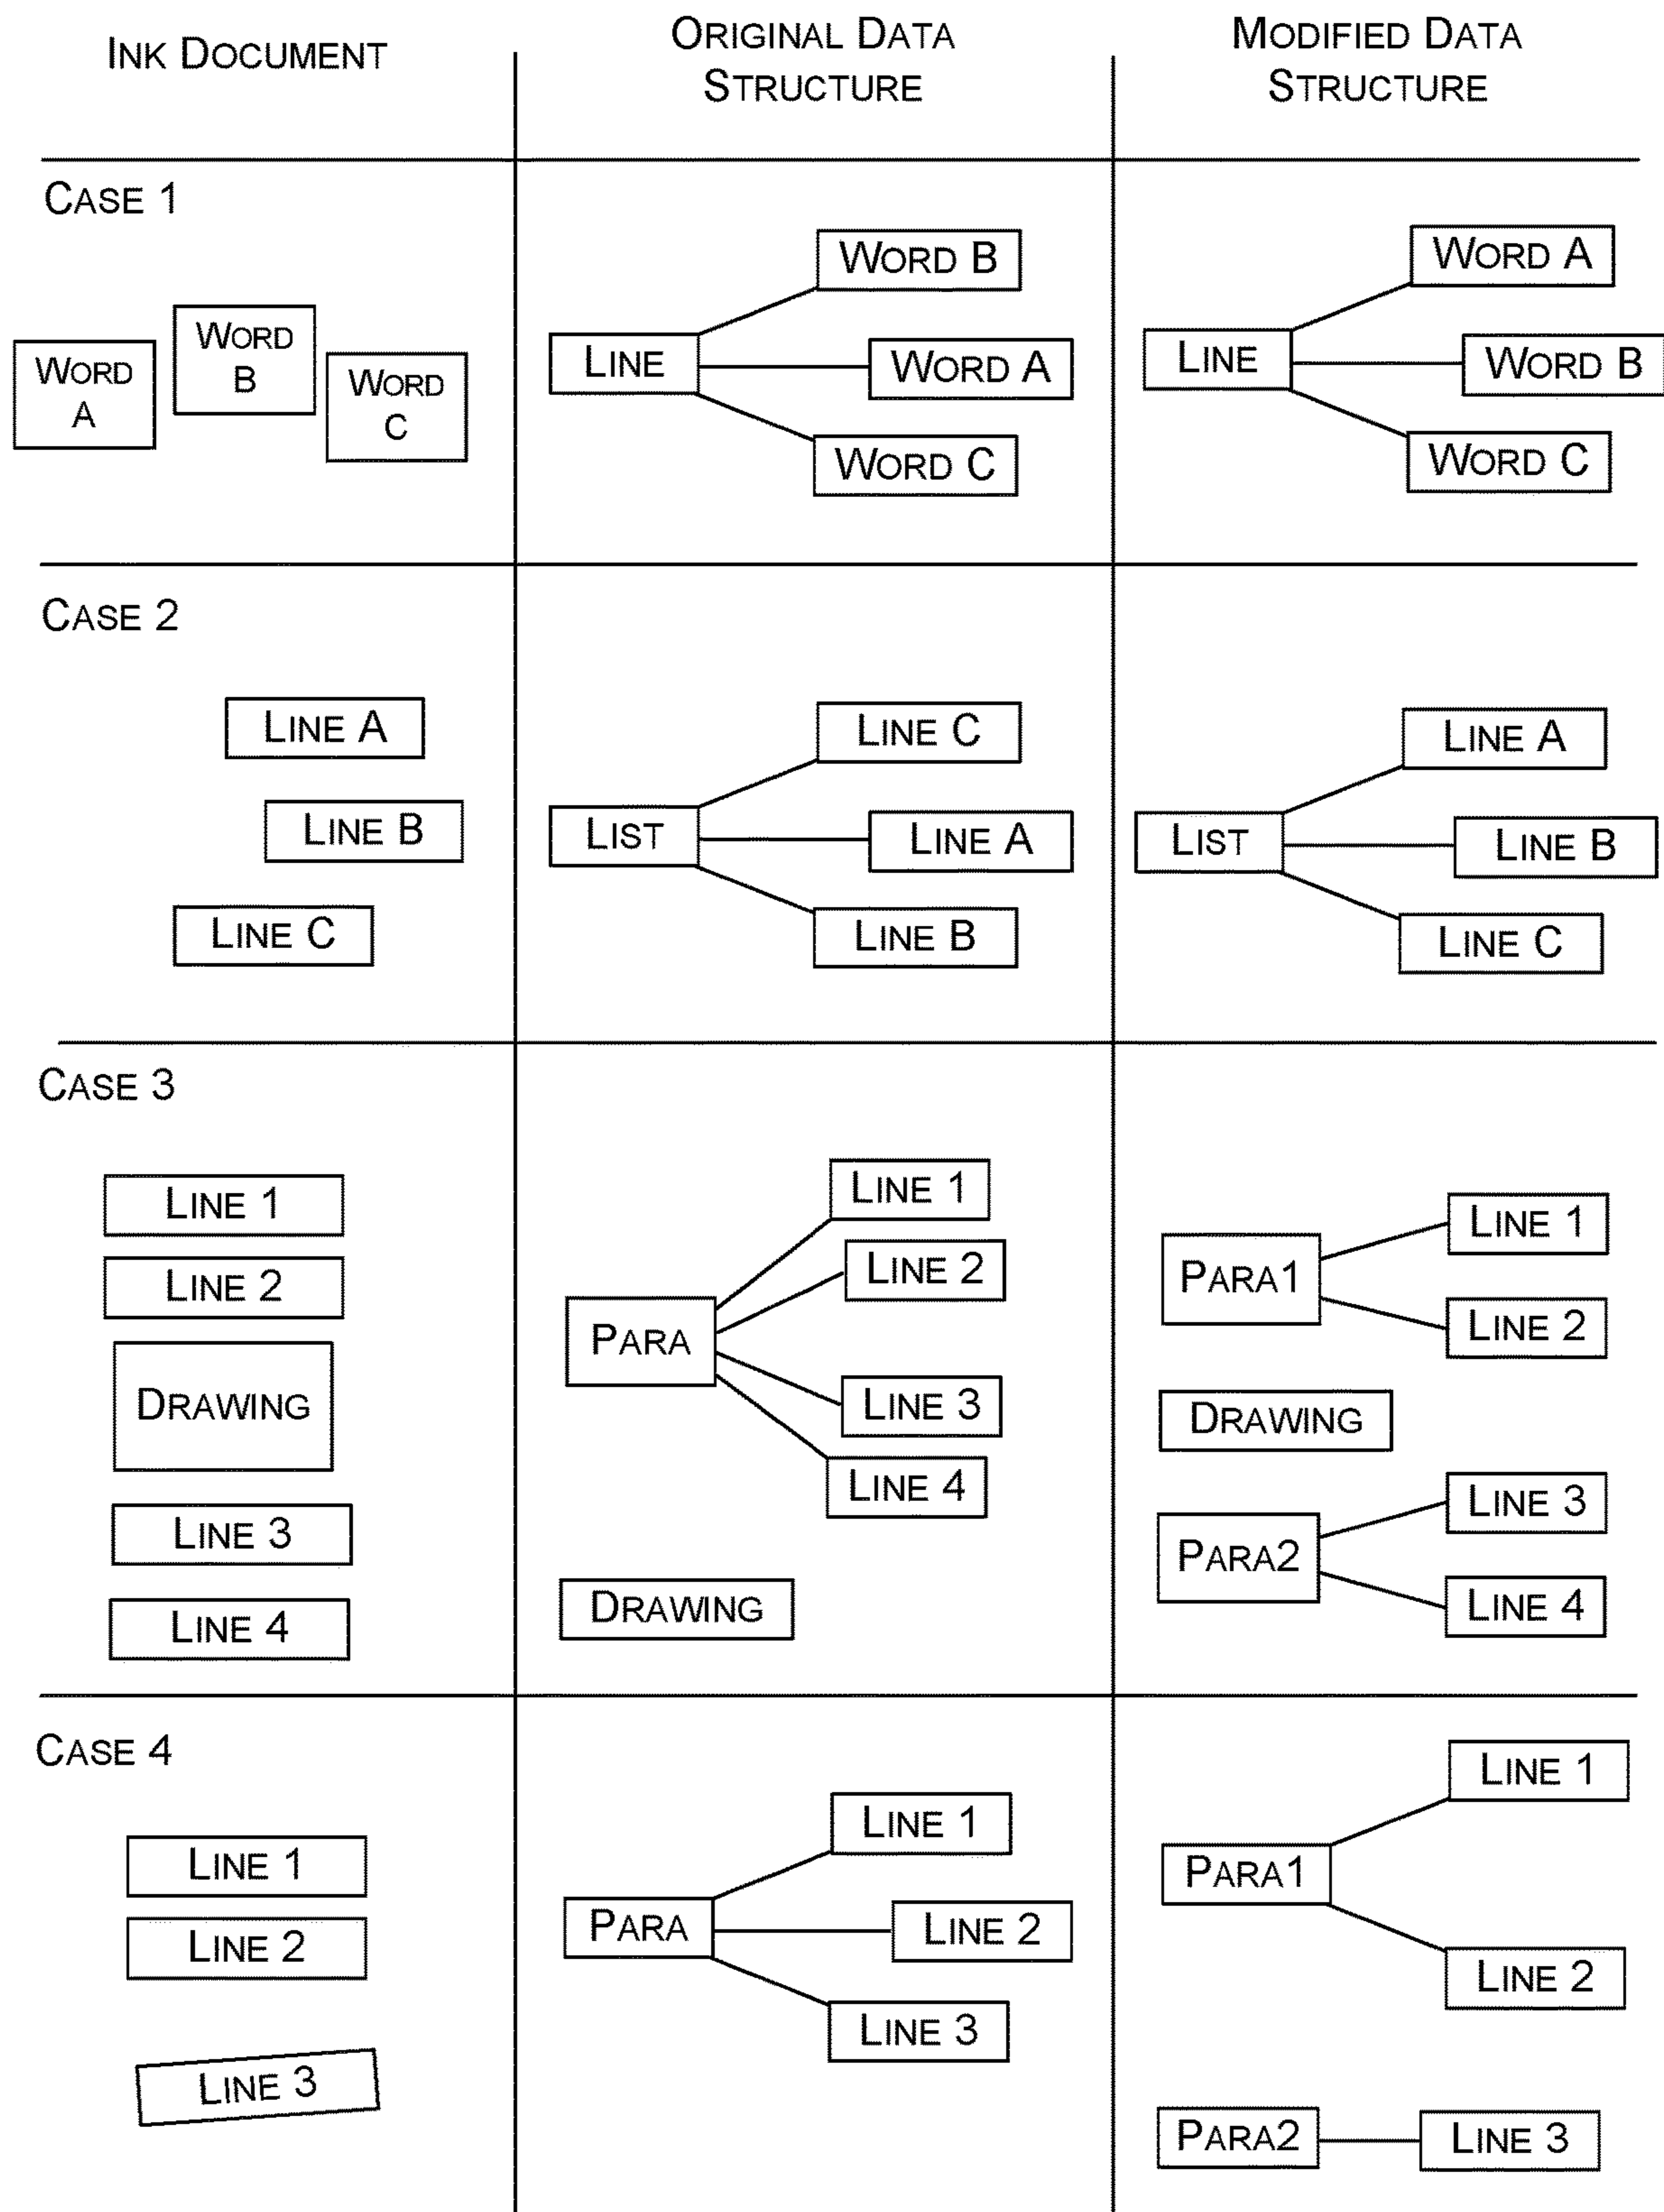 INK DOCUMENT
ORIGINAL DATA
STRUCTURE
MODIFIED DATA
STRUCTURE
CASE 1
WORD
A
WORD
B
WORD
C
LINE
WORD B
WORD A
WORD C
LINE
WORD A
WORD B
WORD C
CASE 2
LINE A
LINE B
LINE C
LIST
LINE C
LINE A
LINE B
LIST
LINE A
LINE B
LINE C
CASE 3
LINE 1
LINE 2
DRAWING
LINE 3
LINE 4
PARA
LINE 1
LINE 2
LINE 3
LINE 4
DRAWING
PARA1
LINE 1
LINE 2
DRAWING
PARA2
LINE 3
LINE 4
CASE 4
LINE 1
LINE 2
LINE 3
PARA
LINE 1
LINE 2
LINE 3
PARA1
LINE 1
LINE 2
PARA2
LINE 3